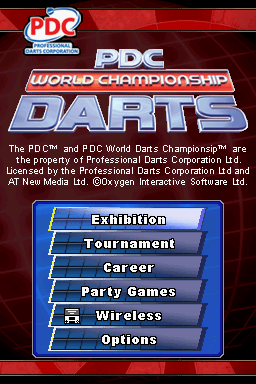 PDC
PROFESSIONAL
DARTS CORPORATION
PDC
WORLD CHAMPIONSHIP
DARTS
The PDC™ and PDC World Darts Championsip™ are
the property of Professional Darts Corporation Ltd.
Licensed by the Professional Darts Corporation Ltd and
AT New Media Ltd. ©Oxygen Interactive Software Ltd.
Exhibition
Tournament
Career
Party Games
Wireless
Options